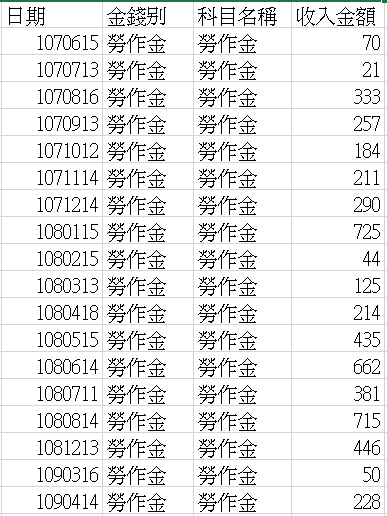 日期 金錢別 科目名稱 收入金額
1070615 勞作金 勞作金 70
1070713 勞作金 勞作金 21
1070816 勞作金 勞作金 333
1070913 勞作金 勞作金 257
1071012 勞作金 勞作金 184
1071114 勞作金 勞作金 211
1071214 勞作金 勞作金 290
1080115 勞作金 勞作金 725
1080215 勞作金 勞作金 44
1080313 勞作金 勞作金 125
1080418 勞作金 勞作金 214
1080515 勞作金 勞作金 435
1080614 勞作金 勞作金 662
1080711 勞作金 勞作金 381
1080814 勞作金 勞作金 715
1081213 勞作金 勞作金 446
1090316 勞作金 勞作金 50
1090414 勞作金 勞作金 228